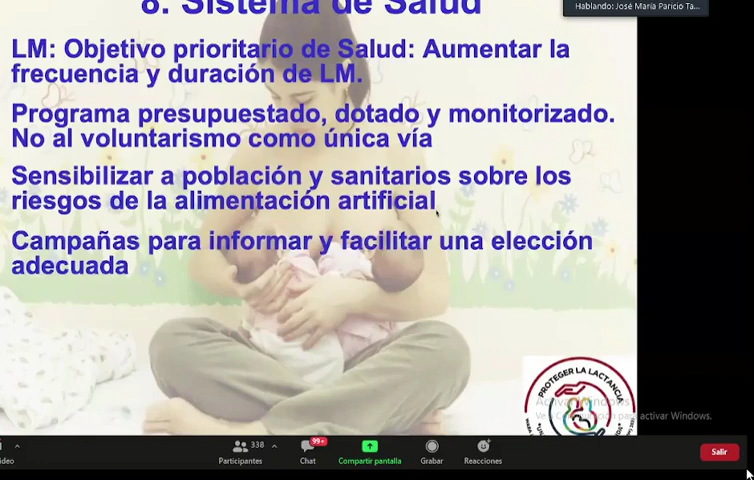 8. Sistema de Salud
Hablando: José María Paricio Ta...
LM: Objetivo prioritario de Salud: Aumentar la
frecuencia y duración de LM.
Programa presupuestado, dotado y monitorizado.
No al voluntarismo como única vía
Sensibilizar a población y sanitarios sobre los
riesgos de la alimentación artificial
Campañas para informar y facilitar una elección
adecuada
PROTEGER LA LACTANCIA
activar Windows.
ideo
338
Participantes
99+
Chat
Compartir pantalla
Grabar
Reacciones
Salir